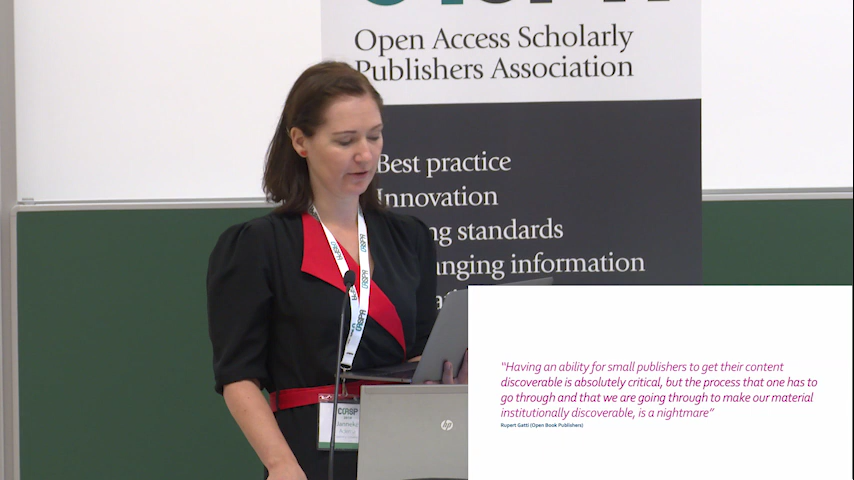 Open Access Scholarly
Publishers Association
Best practice
Innovation
ng standards
anging information
OASPA
hp
"Having an ability for small publishers to get their content
discoverable is absolutely critical, but the process that one has to
go through and that we are going through to make our material
institutionally discoverable, is a nightmare"
Rupert Gatti (Open Book Publishers)